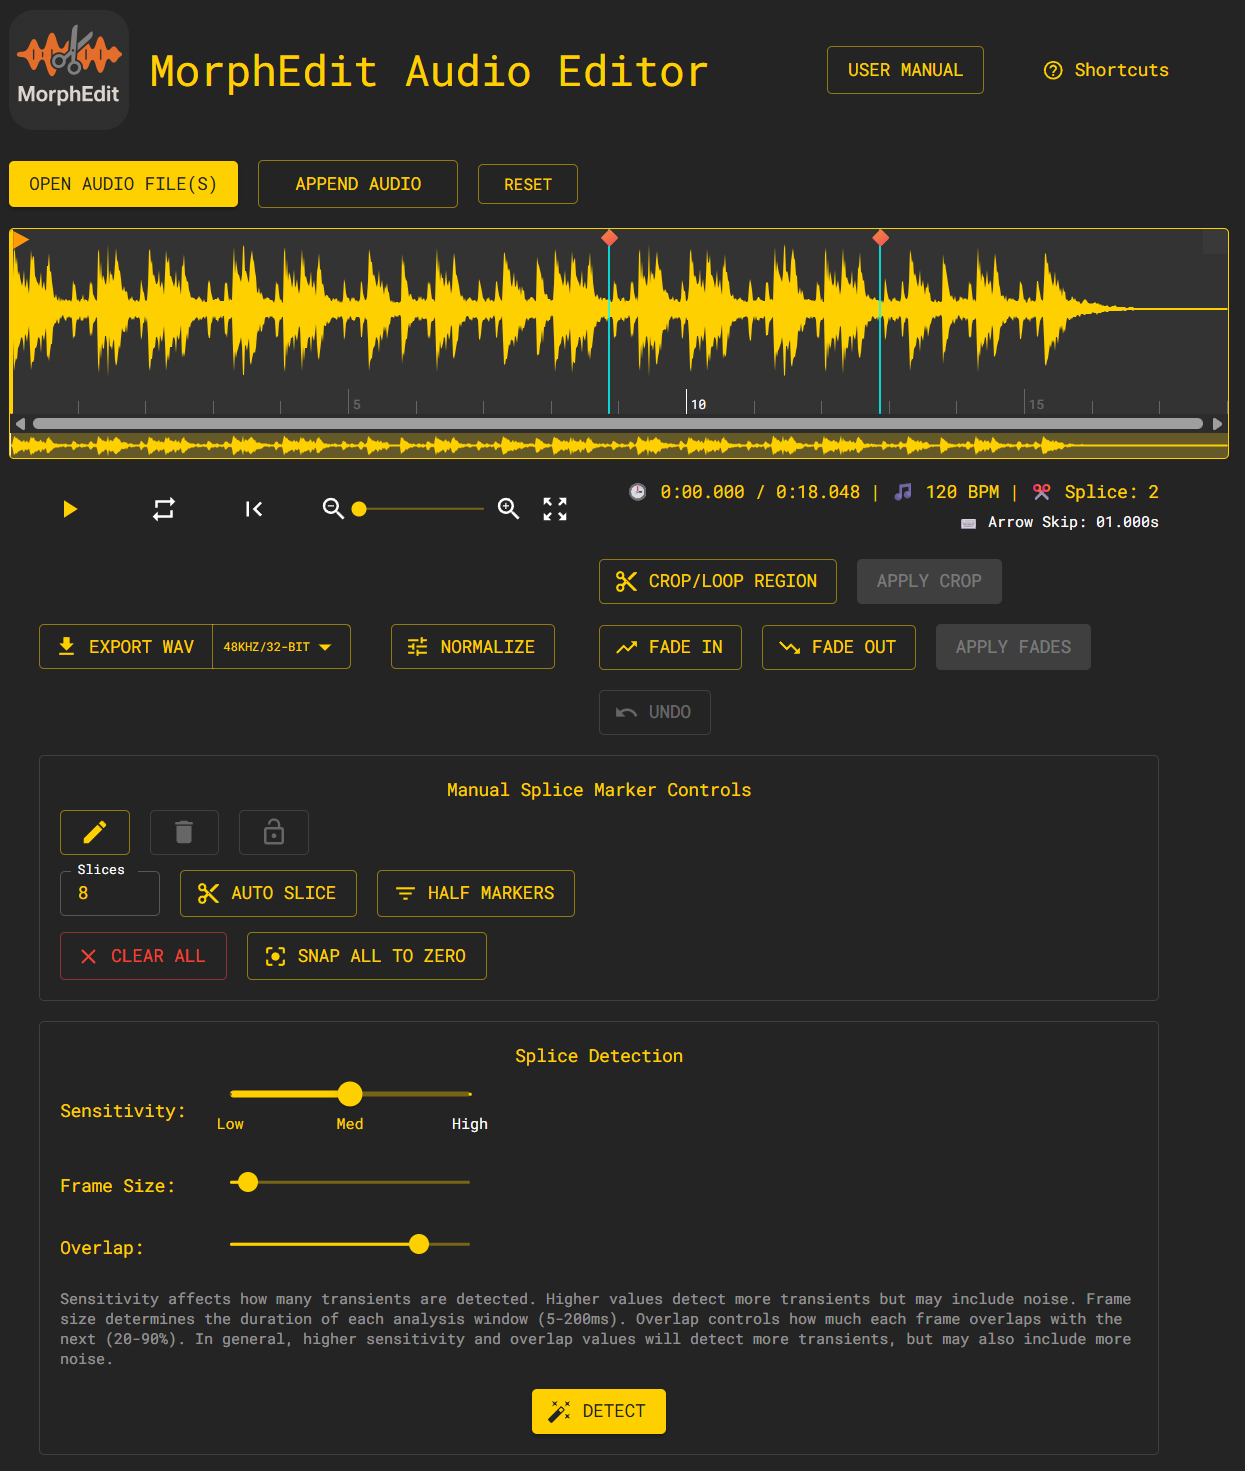 MorphEdit
MorphEdit Audio Editor
USER MANUAL
Shortcuts
OPEN AUDIO FILE(S)
APPEND AUDIO
RESET
5
10
15
0:00.000 / 0:18.048 | 120 BPM | Splice: 2
Arrow Skip: 01.000s
CROP/LOOP REGION
APPLY CROP
EXPORT WAV
48KHZ/32-BIT
NORMALIZE
FADE IN
FADE OUT
APPLY FADES
UNDO
Manual Splice Marker Controls
Slices
8
AUTO SLICE
HALF MARKERS
CLEAR ALL
SNAP ALL TO ZERO
Splice Detection
Sensitivity:
Low
Med
High
Frame Size:
Overlap:
Sensitivity affects how many transients are detected. Higher values detect more transients but may include noise. Frame
size determines the duration of each analysis window (5-200ms). Overlap controls how much each frame overlaps with the
next (20-90%). In general, higher sensitivity and overlap values will detect more transients, but may also include more
noise.
DETECT